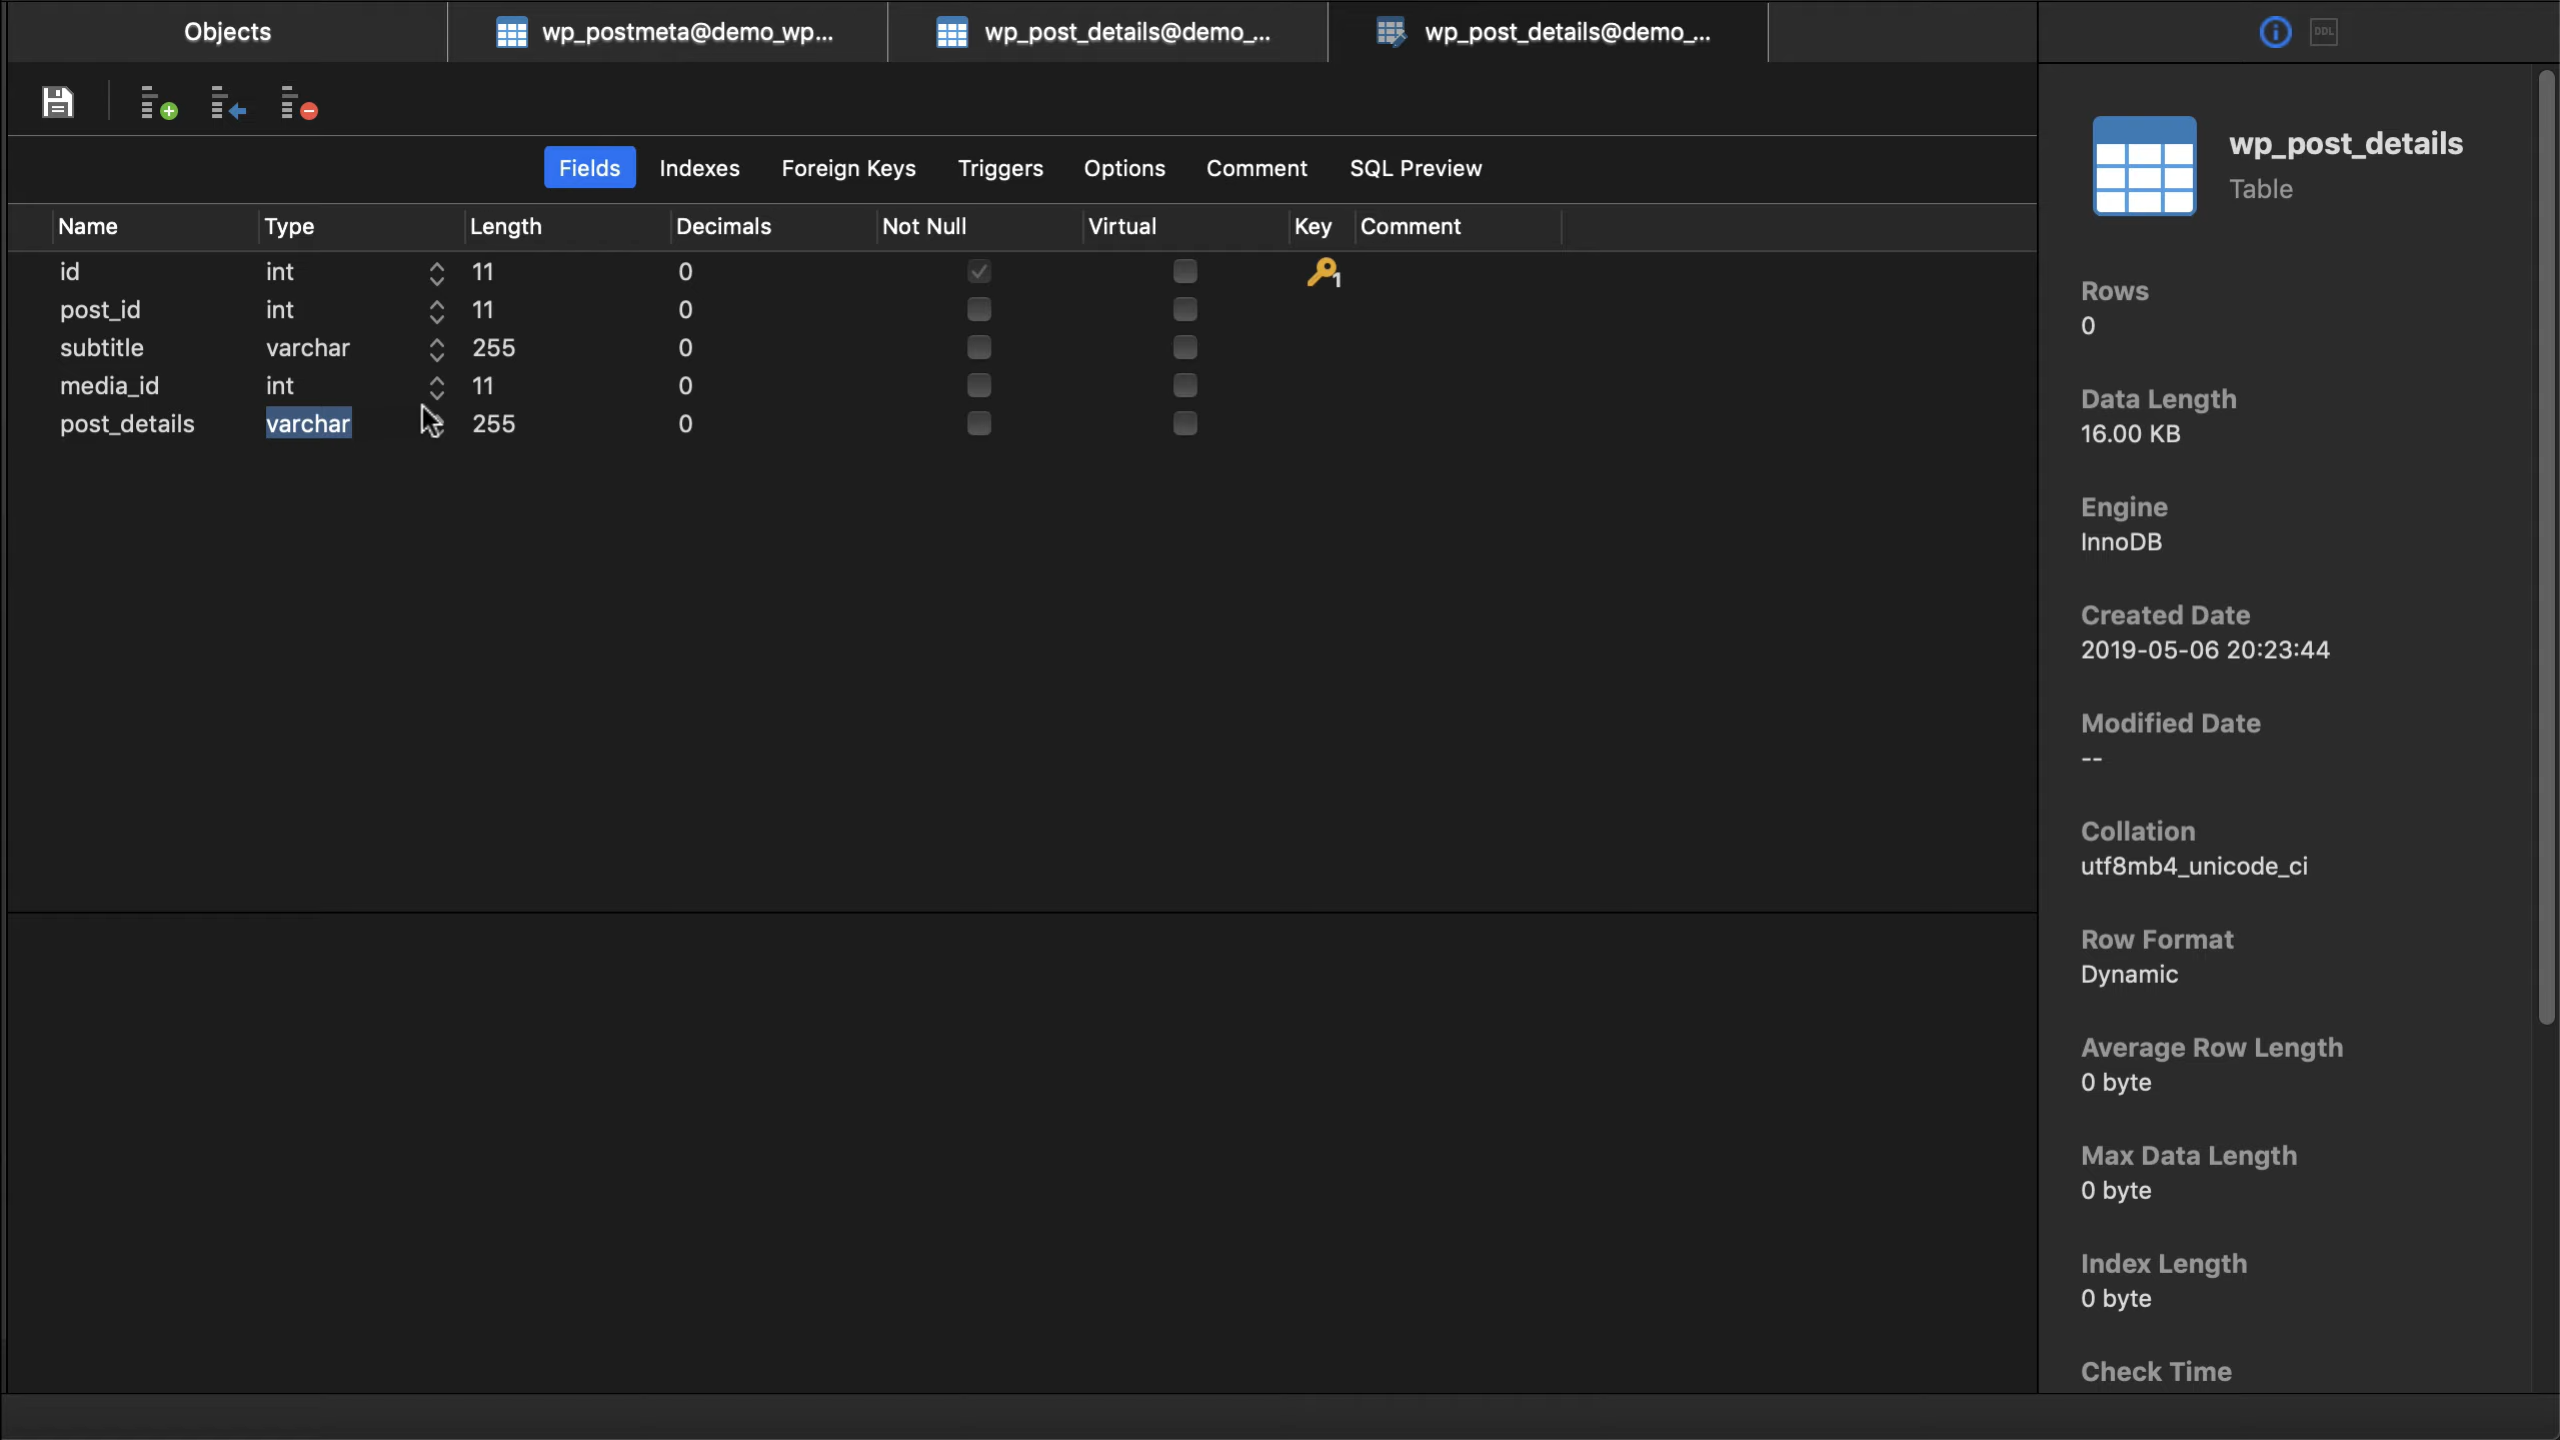 Objects
wp_postmeta@demo_wp...
wp_post_details@demo_...
wp_post_details@demo_...
DDL
Fields
Indexes
Foreign Keys
Triggers
Options
Comment
SQL Preview
Name Type Length Decimals Not Null Virtual Key Comment
id int 11 0 1
post_id int 11 0
subtitle varchar 255 0
media_id int 11 0
post_details varchar 255 0
wp_post_details
Table
Rows
0
Data Length
16.00 KB
Engine
InnoDB
Created Date
2019-05-06 20:23:44
Modified Date
--
Collation
utf8mb4_unicode_ci
Row Format
Dynamic
Average Row Length
0 byte
Max Data Length
0 byte
Index Length
0 byte
Check Time